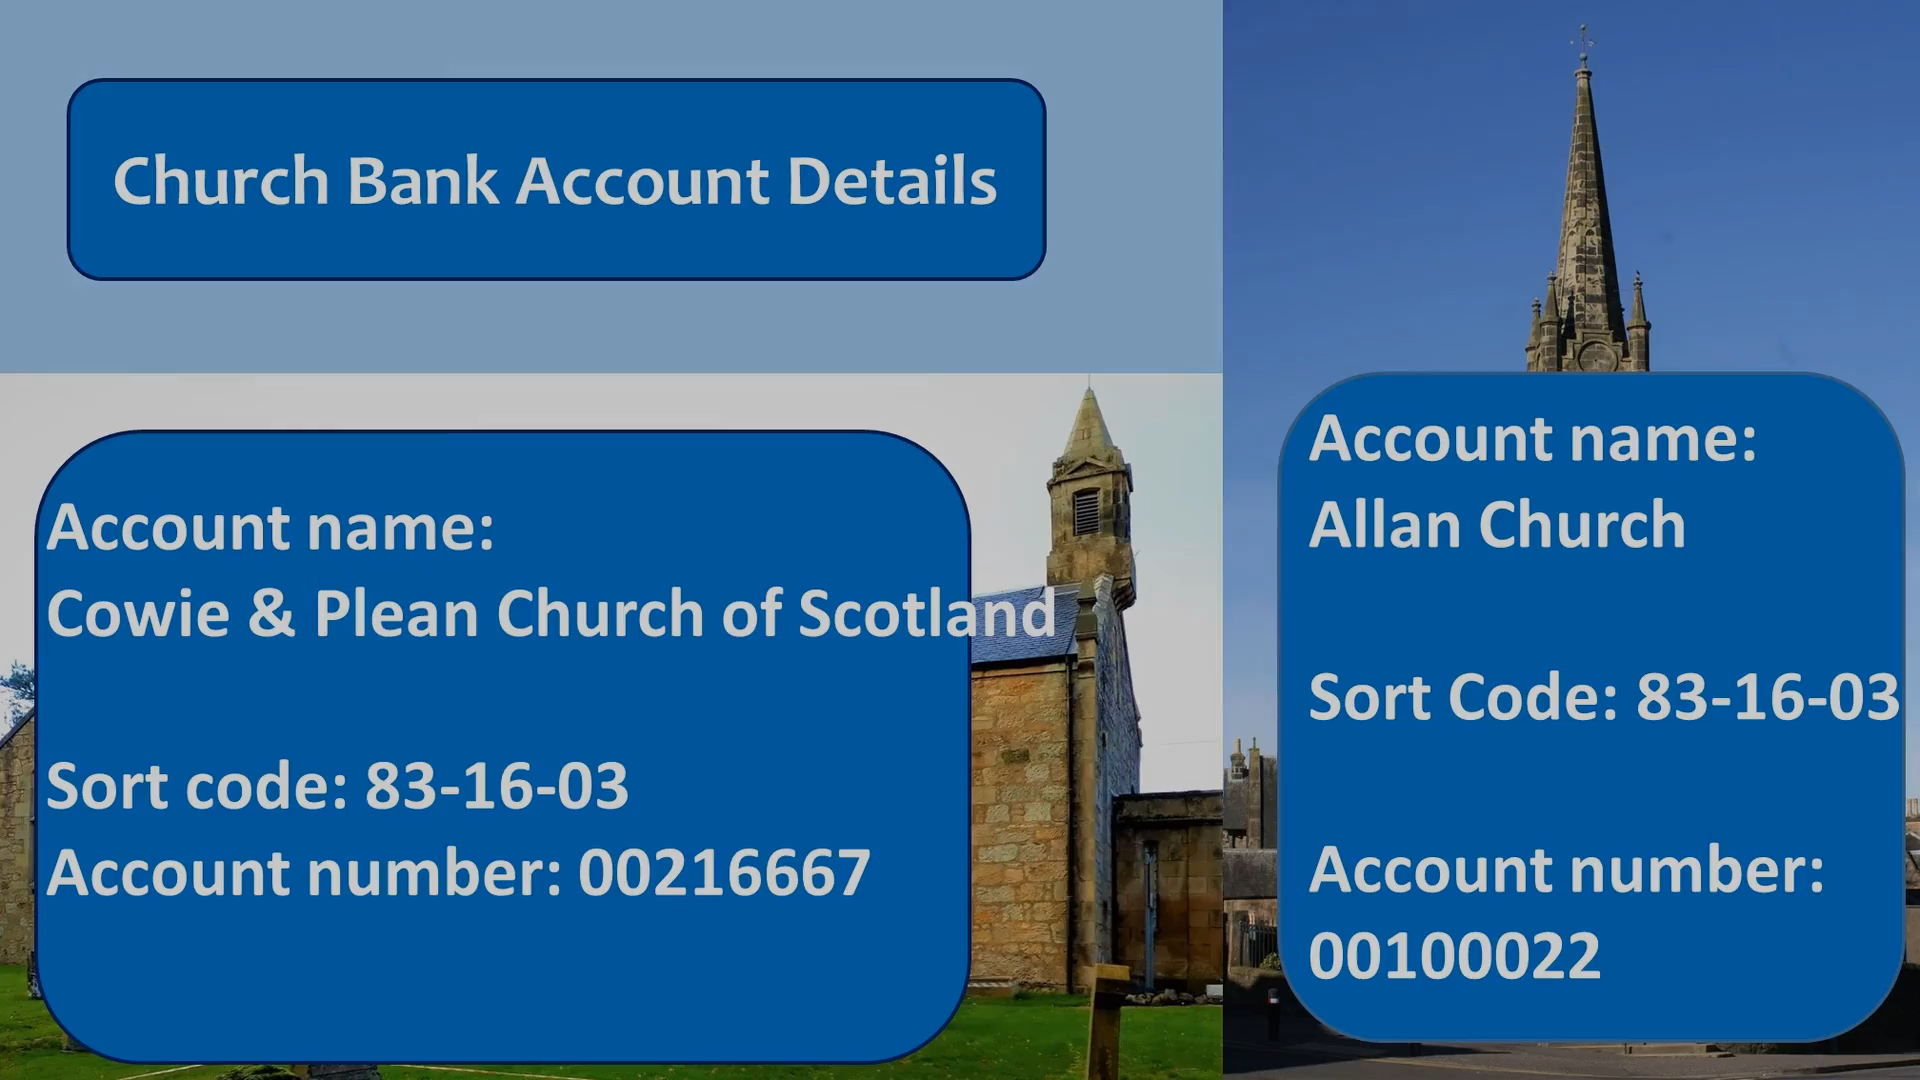 Church Bank Account Details
Account name:
Cowie & Plean Church of Scotland
Sort code: 83-16-03
Account number: 00216667
Account name:
Allan Church
Sort Code: 83-16-03
Account number:
00100022